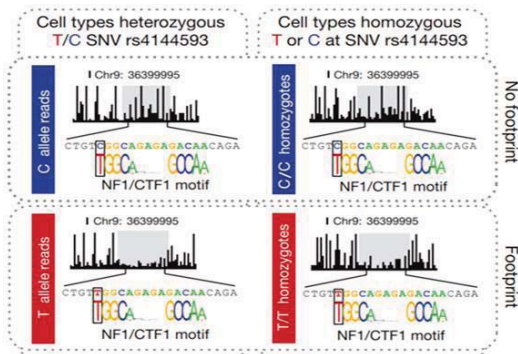 Cell types heterozygous
T/C SNV rs4144593
Cell types homozygous
T or C at SNV rs4144593
C allele reads
Chr9: 36399995
CTGTCGGCAGAGAGACAACAGA
TGGCA GCCAA
NF1/CTF1 motif
C/C homozygotes
Chr9: 36399995
CTGTCGGCAGAGAGACAACAGA
TGGCA GCCAA
NF1/CTF1 motif
No footprint
T allele reads
Chr9: 36399995
CTGTTGGCAGAGAGACAACAGA
TGGCA GCCAA
NF1/CTF1 motif
T/T homozygotes
Chr9: 36399995
CTGTTGGCAGAGAGACAACAGA
TGGCA GCCAA
NF1/CTF1 motif
Footprint